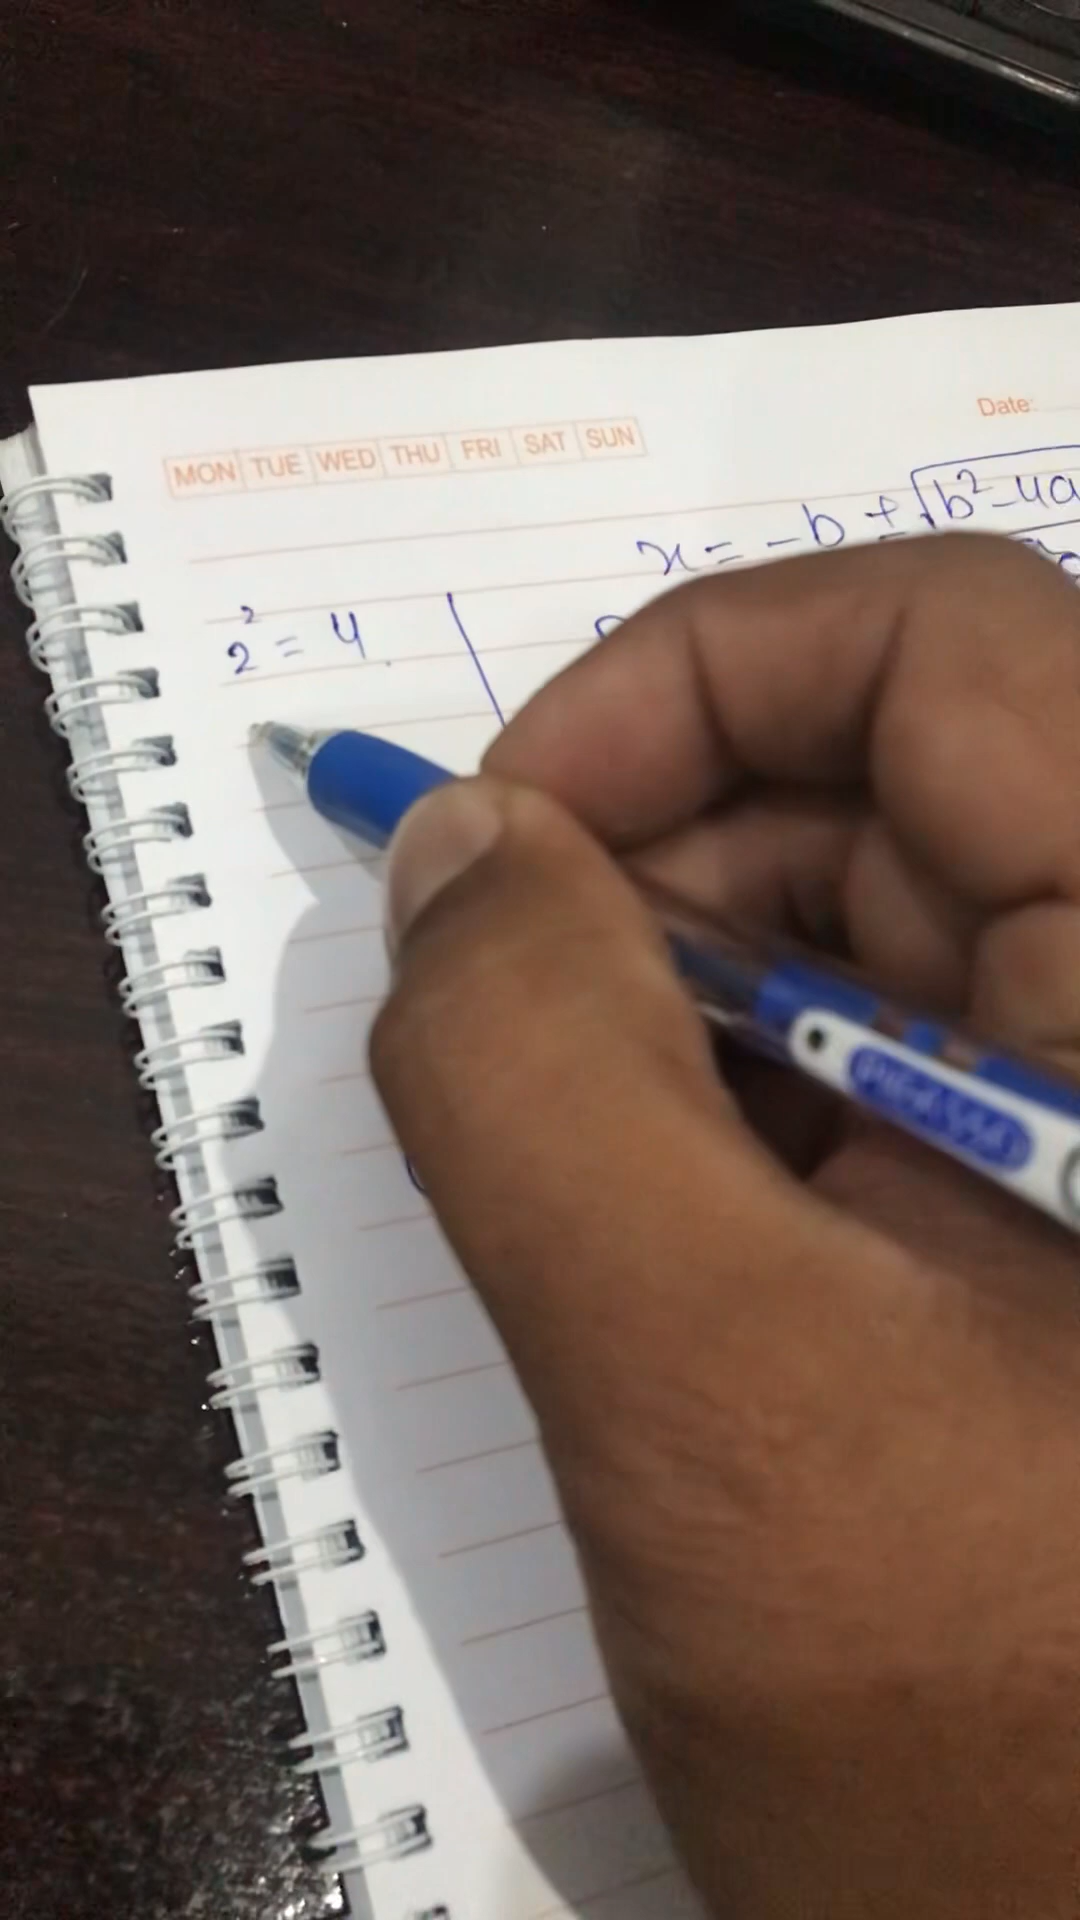 MON TUE WED THU FRI SAT SUN
Date:
x = -b ± √b²-4a
2² = 4